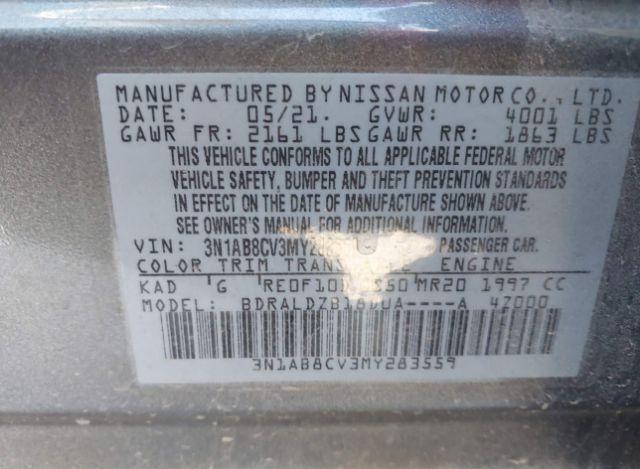 MANUFACTURED BY NISSAN MOTOR CO., LTD.
DATE: 05/21. GVWR: 4001 LBS
GAWR FR: 2161 LBS GAWR RR: 1863 LBS
THIS VEHICLE CONFORMS TO ALL APPLICABLE FEDERAL MOTOR
VEHICLE SAFETY, BUMPER AND THEFT PREVENTION STANDARDS
IN EFFECT ON THE DATE OF MANUFACTURE SHOWN ABOVE.
SEE OWNER'S MANUAL FOR ADDITIONAL INFORMATION.
VIN: PASSENGER CAR.
COLOR TRIM ENGINE
KAD G MR20 1997 CC
MODEL: 42000
3N1AB8CV3MY283559